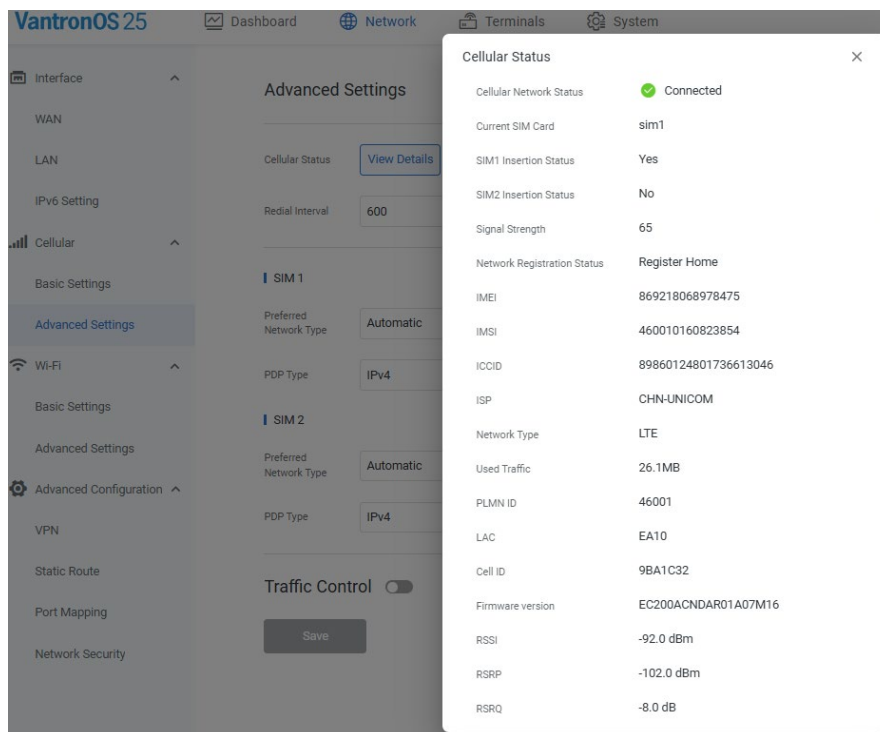 VantronOS 25
Dashboard
Network
Terminals
System
Interface
WAN
LAN
IPv6 Setting
Cellular
Basic Settings
Advanced Settings
Wi-Fi
Basic Settings
Advanced Settings
Advanced Configuration
VPN
Static Route
Port Mapping
Network Security
Advanced Settings
Cellular Status View Details
Redial Interval 600
SIM 1
Preferred
Network Type Automatic
PDP Type IPv4
SIM 2
Preferred
Network Type Automatic
PDP Type IPv4
Traffic Control
Save
Cellular Status
Cellular Network Status Connected
Current SIM Card sim1
SIM1 Insertion Status Yes
SIM2 Insertion Status No
Signal Strength 65
Network Registration Status Register Home
IMEI 869218068978475
IMSI 460010160823854
ICCID 89860124801736613046
ISP CHN-UNICOM
Network Type LTE
Used Traffic 26.1MB
PLMN ID 46001
LAC EA10
Cell ID 9BA1C32
Firmware version EC200ACNDAR01A07M16
RSSI -92.0 dBm
RSRP -102.0 dBm
RSRQ -8.0 dB